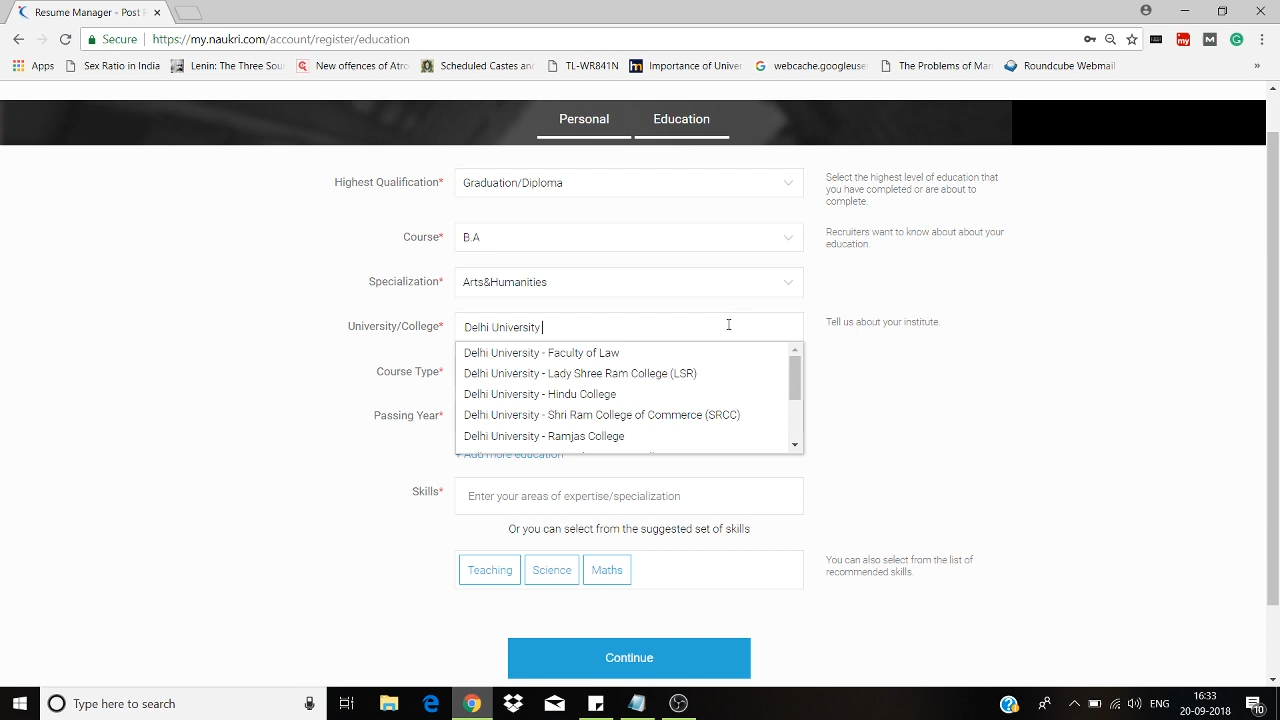 Resume Manager - Post
Secure | https://my.naukri.com/account/register/education
Apps Sex Ratio in India Lenin: The Three Sou New offences of Atro Scheduled Castes and TL-WR841N Importance of Univer webcache.googleuse The Problems of Mar Roundcube Webmail »
Personal Education
Highest Qualification* Graduation/Diploma
Select the highest level of education that
you have completed or are about to
complete.
Course* B.A
Recruiters want to know about about your
education.
Specialization* Arts&Humanities
University/College* Delhi University
Tell us about your institute.
Delhi University - Faculty of Law
Course Type* Delhi University - Lady Shree Ram College (LSR)
Delhi University - Hindu College
Passing Year* Delhi University - Shri Ram College of Commerce (SRCC)
Delhi University - Ramjas College
+ Add more education
Skills* Enter your areas of expertise/specialization
Or you can select from the suggested set of skills
Teaching Science Maths
You can also select from the list of
recommended skills.
Continue
Type here to search
ENG
16:33
20-09-2018
10